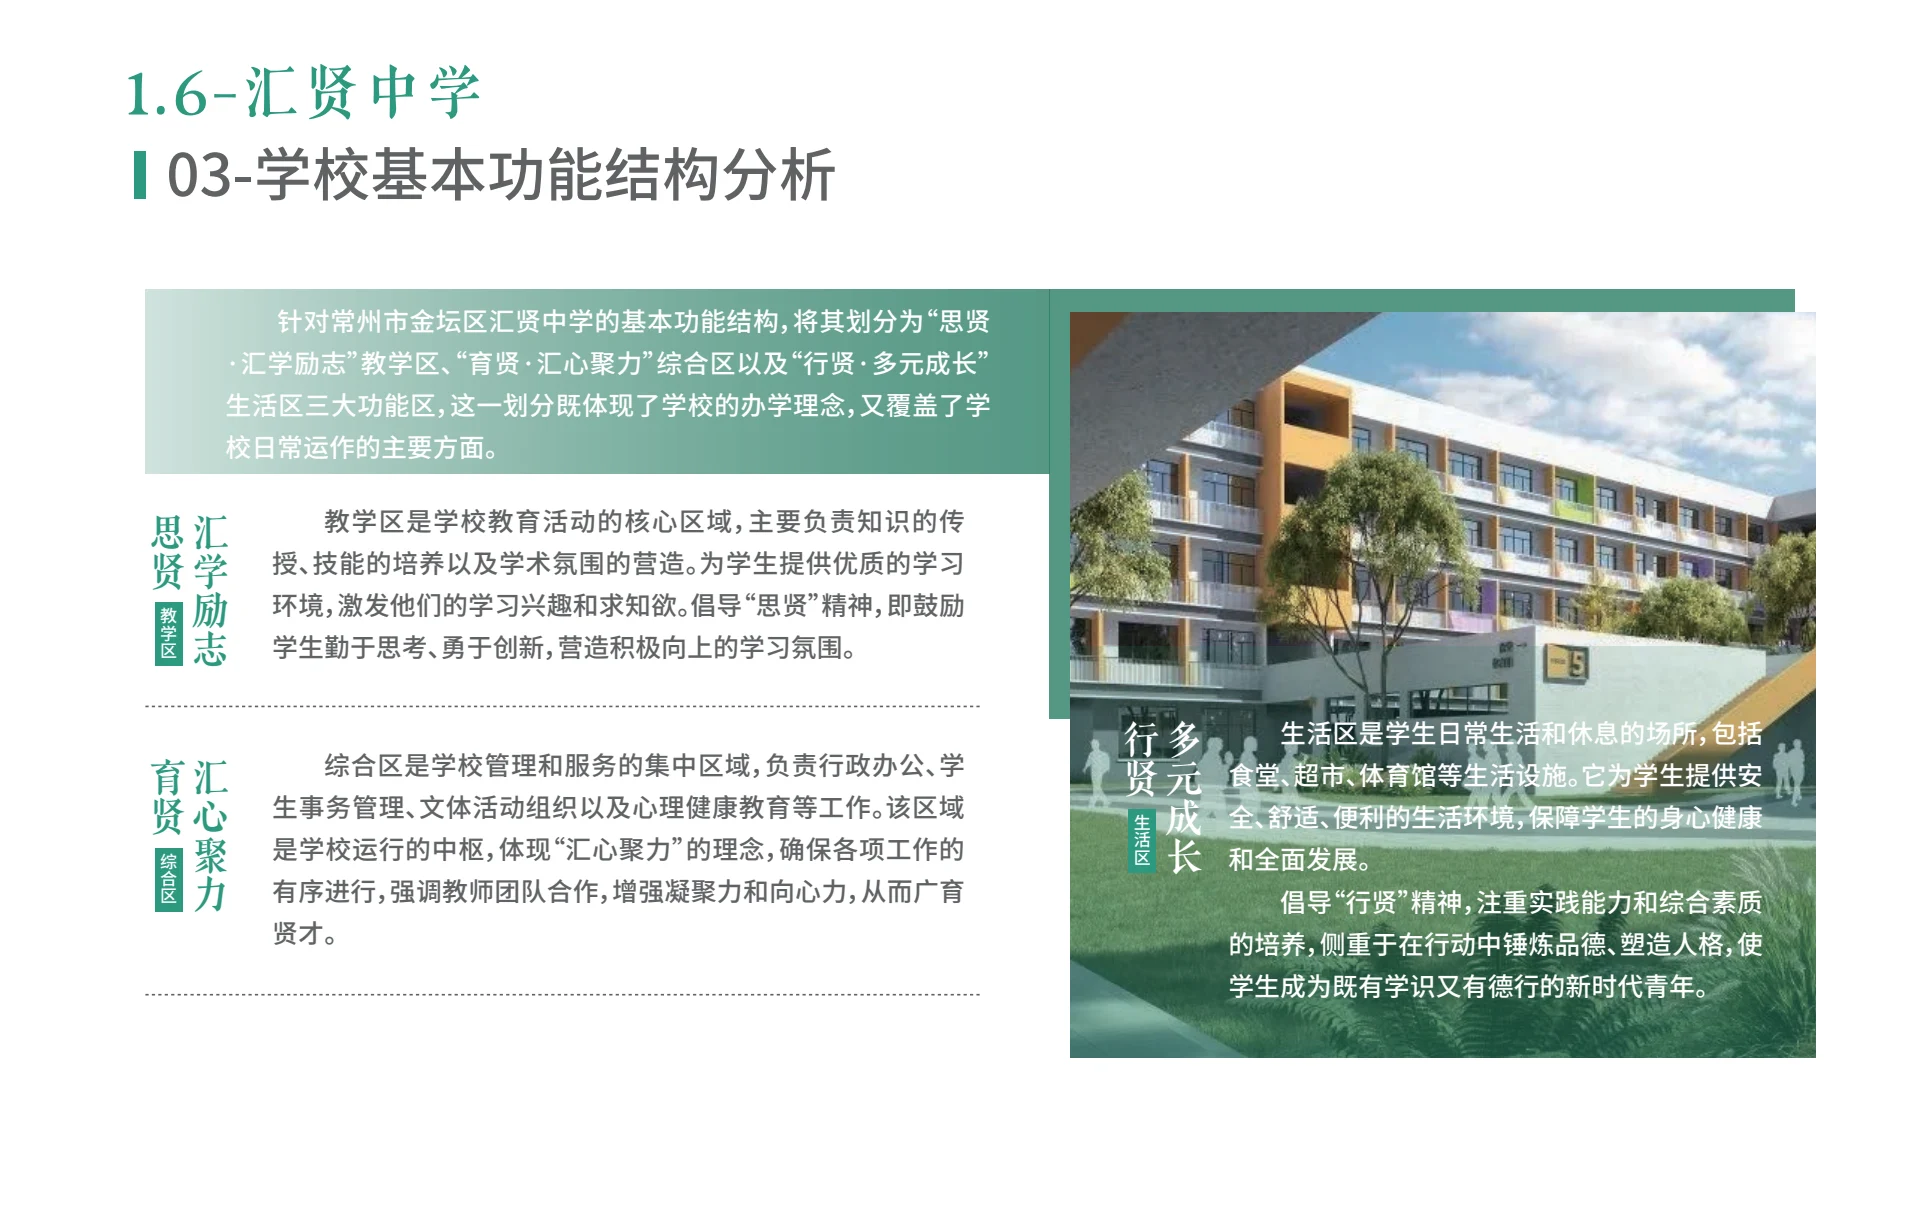 1.6-汇贤中学
03-学校基本功能结构分析
针对常州市金坛区汇贤中学的基本功能结构，将其划分为“思贤
·汇学励志”教学区、“育贤·汇心聚力”综合区以及“行贤·多元成长”
生活区三大功能区，这一划分既体现了学校的办学理念，又覆盖了学
校日常运作的主要方面。
思贤
汇学励志
教学区
教学区是学校教育活动的核心区域，主要负责知识的传
授、技能的培养以及学术氛围的营造。为学生提供优质的学习
环境，激发他们的学习兴趣和求知欲。倡导“思贤”精神，即鼓励
学生勤于思考、勇于创新，营造积极向上的学习氛围。
育贤
汇心聚力
综合区
综合区是学校管理和服务的集中区域，负责行政办公、学
生事务管理、文体活动组织以及心理健康教育等工作。该区域
是学校运行的中枢，体现“汇心聚力”的理念，确保各项工作的
有序进行，强调教师团队合作，增强凝聚力和向心力，从而广育
贤才。
5
行贤
多元成长
生活区
生活区是学生日常生活和休息的场所，包括
食堂、超市、体育馆等生活设施。它为学生提供安
全、舒适、便利的生活环境，保障学生的身心健康
和全面发展。
倡导“行贤”精神，注重实践能力和综合素质
的培养，侧重于在行动中锤炼品德、塑造人格，使
学生成为既有学识又有德行的新时代青年。